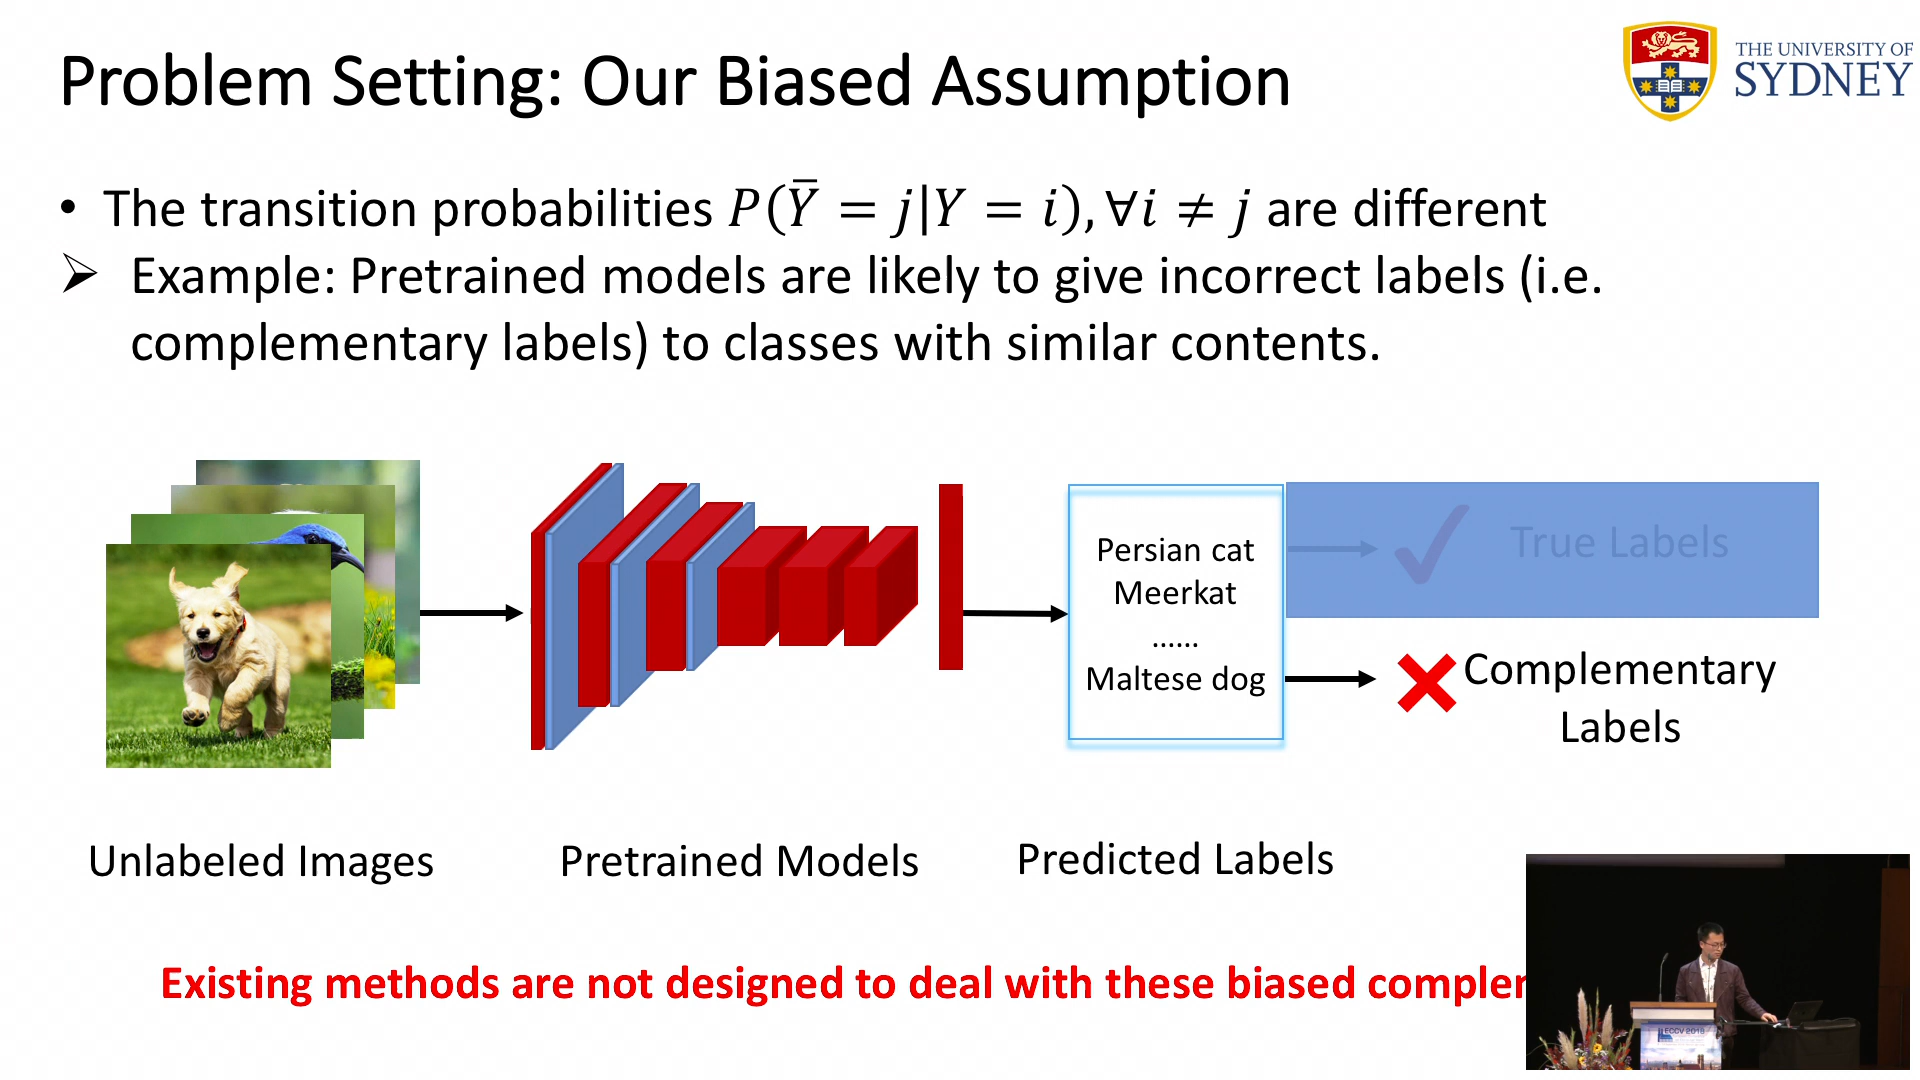 Problem Setting: Our Biased Assumption
THE UNIVERSITY OF
SYDNEY
• The transition probabilities P(Ȳ = j|Y = i), ∀i ≠ j are different
➢ Example: Pretrained models are likely to give incorrect labels (i.e.
complementary labels) to classes with similar contents.
Persian cat
Meerkat
......
Maltese dog
True Labels
Complementary
Labels
Unlabeled Images
Pretrained Models
Predicted Labels
Existing methods are not designed to deal with these biased
ECCV 2018